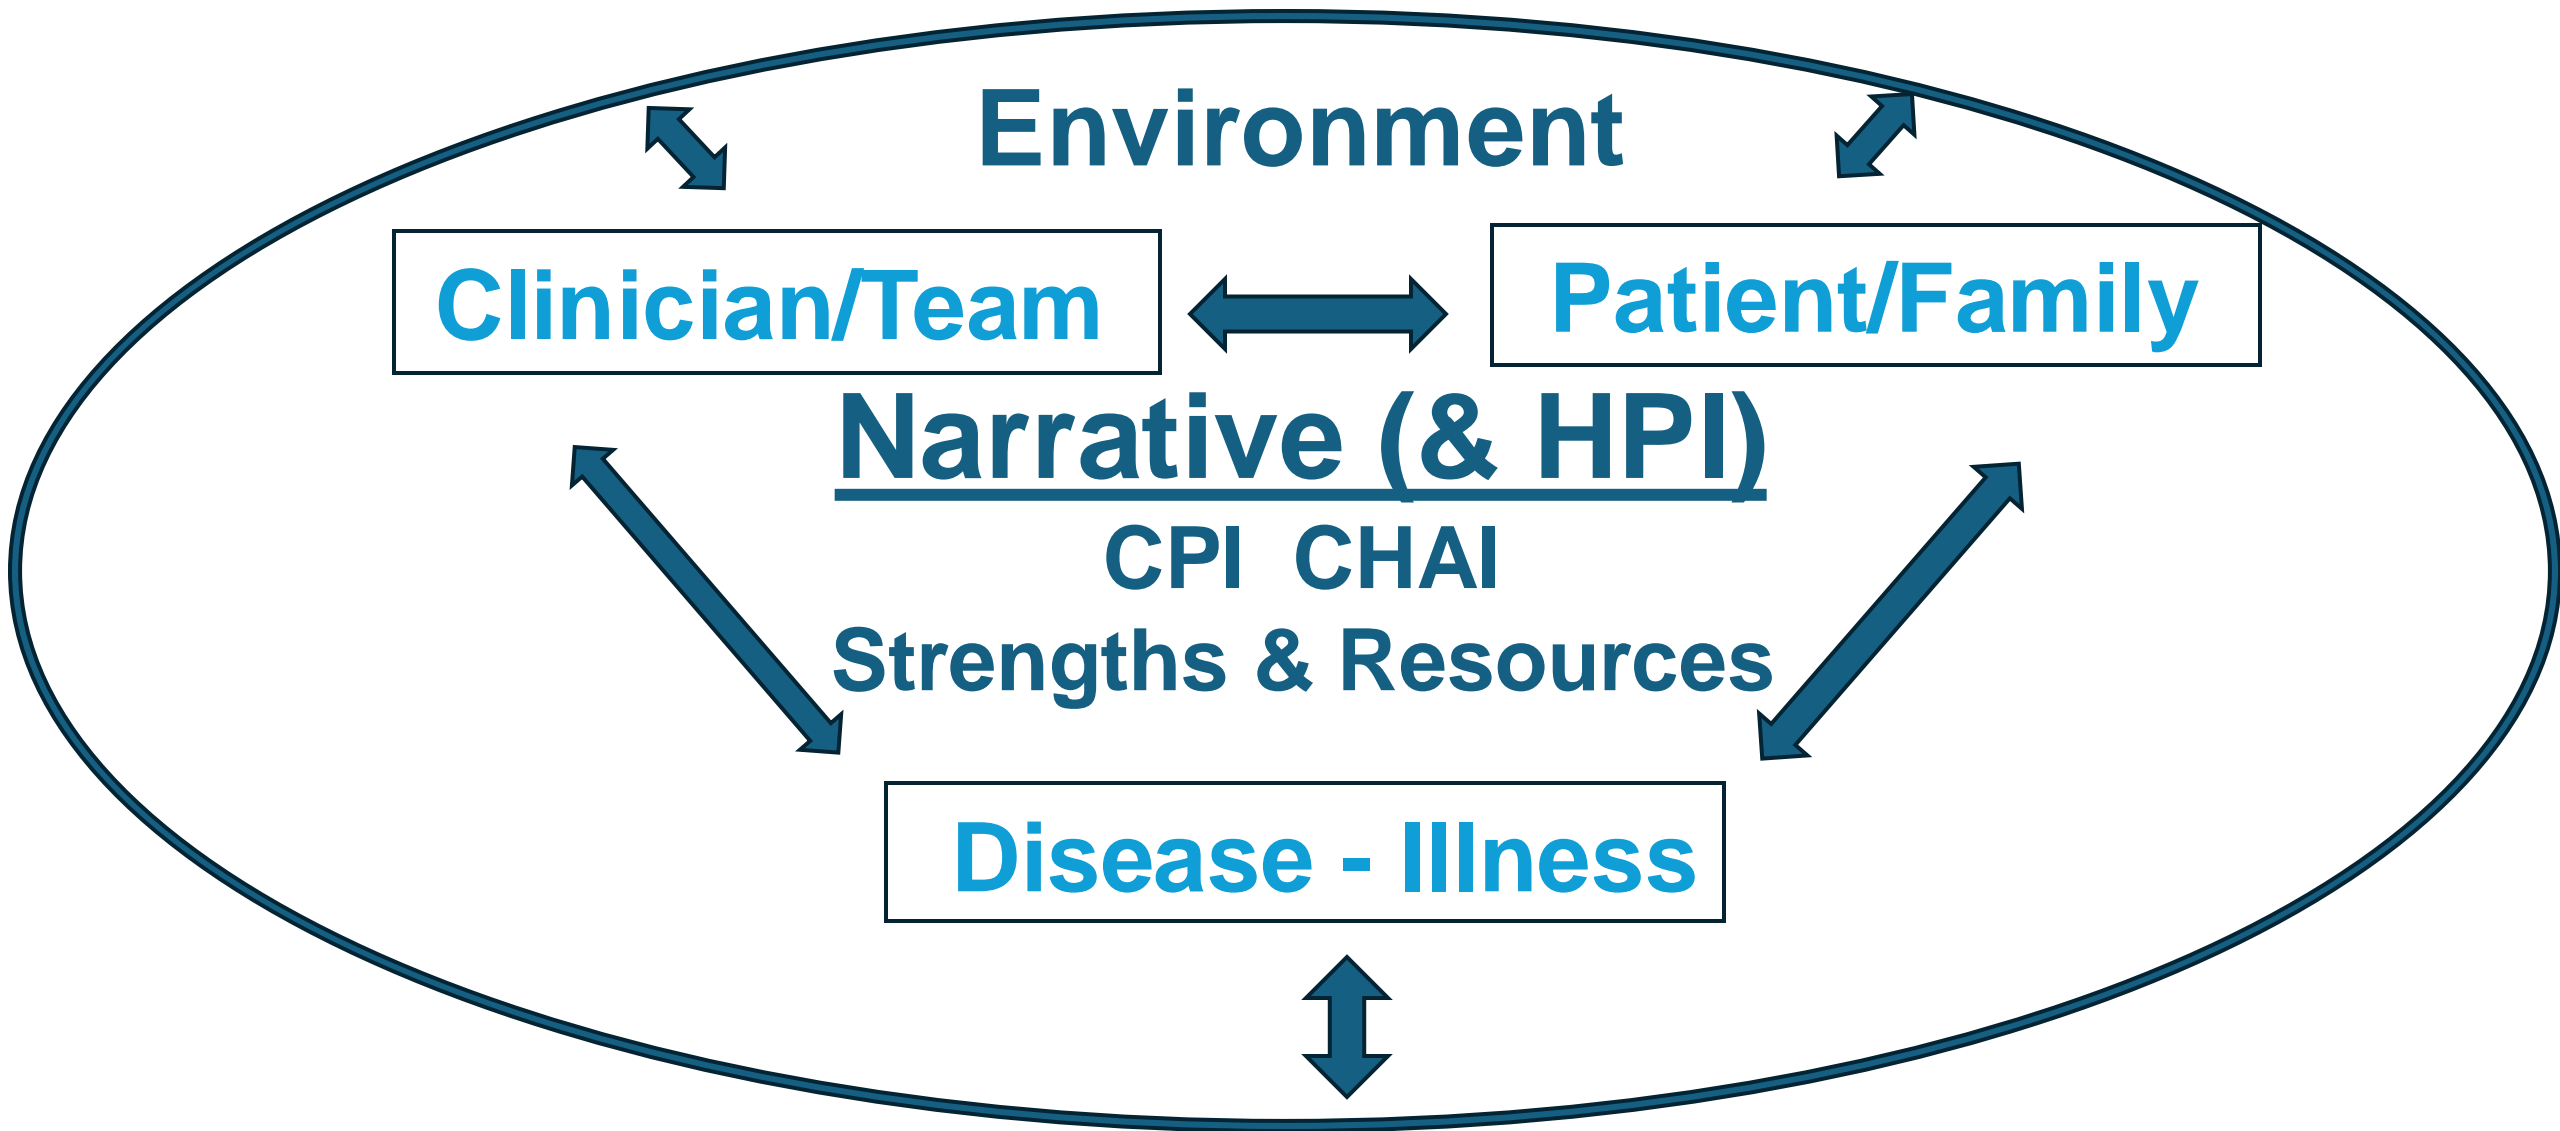 Environment
Clinician/Team
Patient/Family
Narrative (& HPI)
CPI CHAI
Strengths & Resources
Disease - Illness